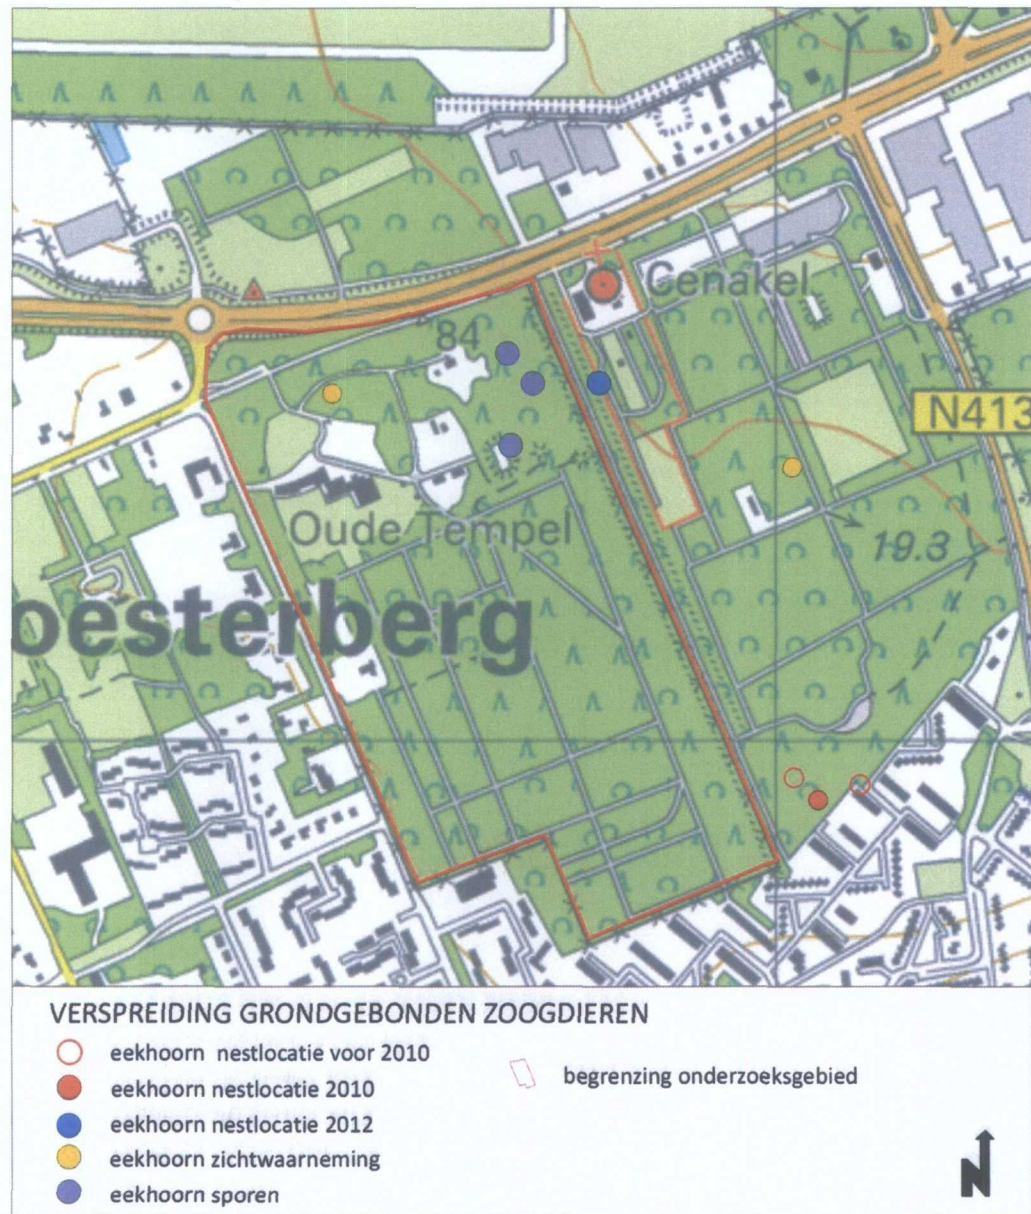 Cenakel
84
N413
Oude Tempel
19.3
oesterberg
VERSPREIDING GRONDGEBONDEN ZOOGDIEREN
eekhoorn nestlocatie voor 2010
eekhoorn nestlocatie 2010
eekhoorn nestlocatie 2012
eekhoorn zichtwaarneming
eekhoorn sporen
begrenzing onderzoeksgebied
N